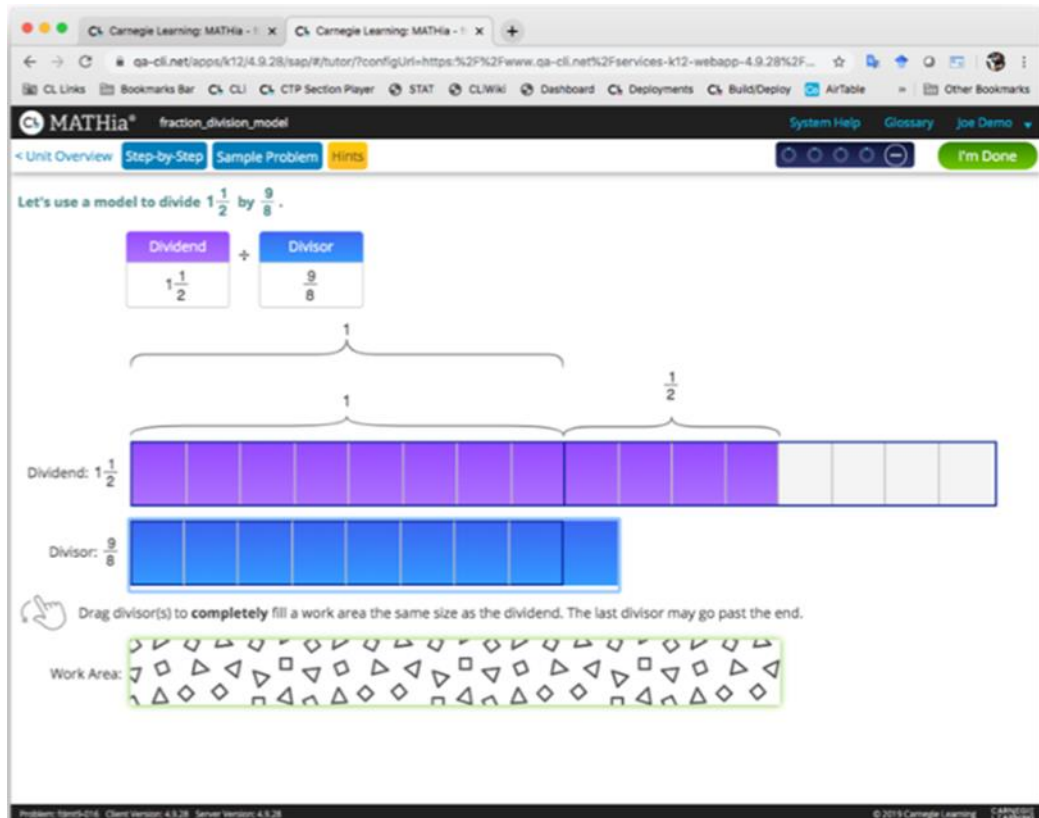 Carnegie Learning: MATHia - Carnegie Learning: MATHia -
qa-cli.net/apps/k12/4.9.28/sap/#/tutor/?configUrl=https:%2F%2Fwww.qa-cli.net%2Fservices-k12-webapp-4.9.28%2F...
CL Links Bookmarks Bar CLI CTP Section Player STAT CLIWiki Dashboard Deployments Build/Deploy AirTable » Other Bookmarks
MATHia® fraction_division_model System Help Glossary Joe Demo
< Unit Overview Step-by-Step Sample Problem Hints I'm Done
Let's use a model to divide 1 1/2 by 9/8 .
Dividend ÷ Divisor
1 1/2 9/8
1
1 1/2
Dividend: 1 1/2
Divisor: 9/8
Drag divisor(s) to completely fill a work area the same size as the dividend. The last divisor may go past the end.
Work Area:
Client Version: 4.9.28 Server Version: 4.9.28 © 2019 Carnegie Learning CARNEGIE LEARNING